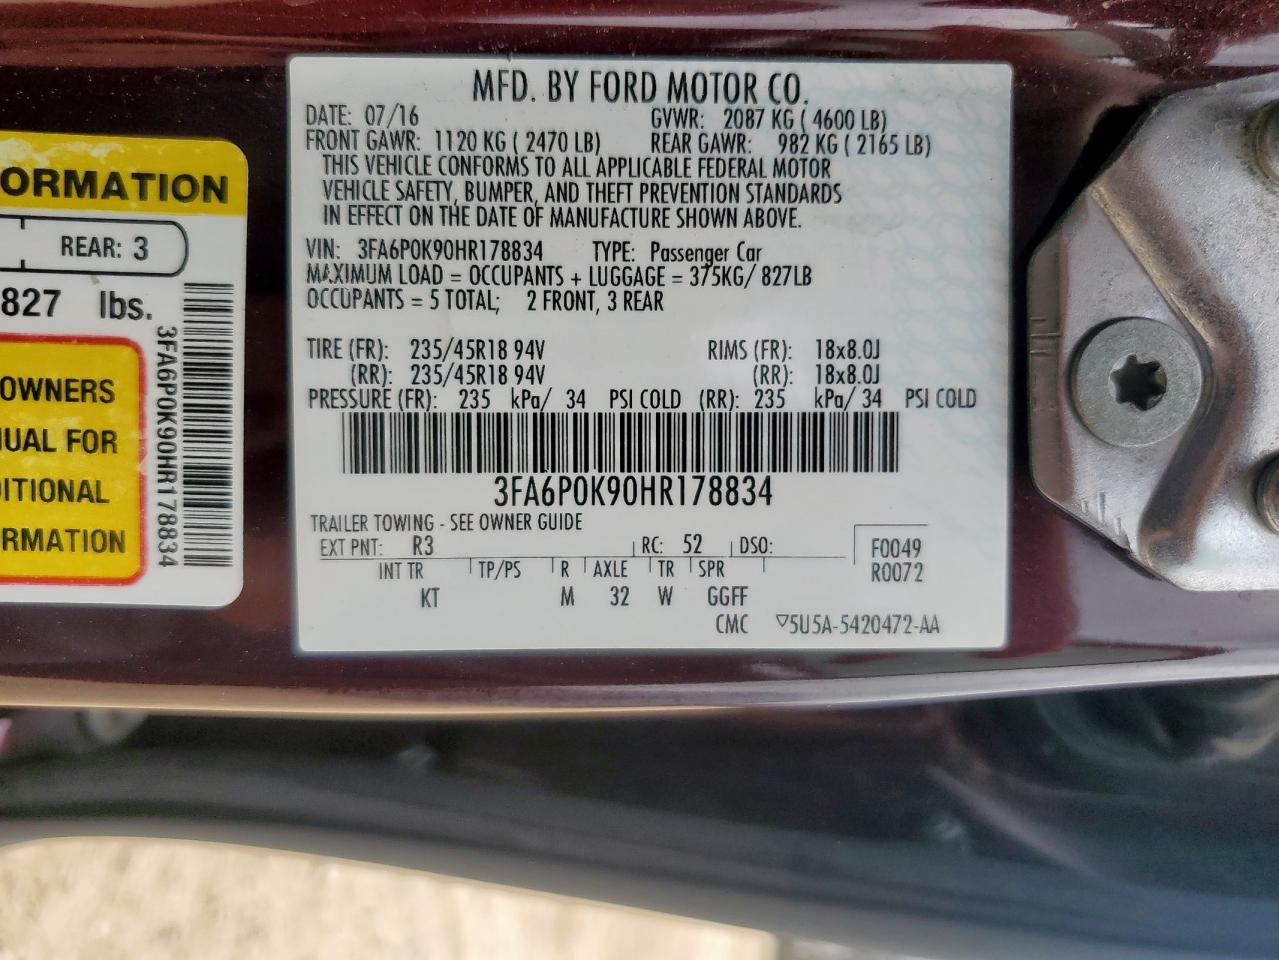 MFD. BY FORD MOTOR CO.
DATE: 07/16 GVWR: 2087 KG ( 4600 LB)
FRONT GAWR: 1120 KG ( 2470 LB) REAR GAWR: 982 KG ( 2165 LB)
THIS VEHICLE CONFORMS TO ALL APPLICABLE FEDERAL MOTOR
VEHICLE SAFETY, BUMPER, AND THEFT PREVENTION STANDARDS
IN EFFECT ON THE DATE OF MANUFACTURE SHOWN ABOVE.
VIN: 3FA6P0K90HR178834 TYPE: Passenger Car
MAXIMUM LOAD = OCCUPANTS + LUGGAGE = 375KG/ 827LB
OCCUPANTS = 5 TOTAL; 2 FRONT, 3 REAR
TIRE (FR): 235/45R18 94V RIMS (FR): 18x8.0J
(RR): 235/45R18 94V (RR): 18x8.0J
PRESSURE (FR): 235 kPa/ 34 PSI COLD (RR): 235 kPa/ 34 PSI COLD
3FA6P0K90HR178834
TRAILER TOWING - SEE OWNER GUIDE
EXT PNT: R3 RC: 52 DSO: F0049
R0072
INT TR TP/PS R AXLE TR SPR
KT M 32 W GGFF
CMC ▽5U5A-5420472-AA
ORMATION
REAR: 3
827 lbs.
OWNERS
NUAL FOR
DITIONAL
RMATION
3FA6P0K90HR178834